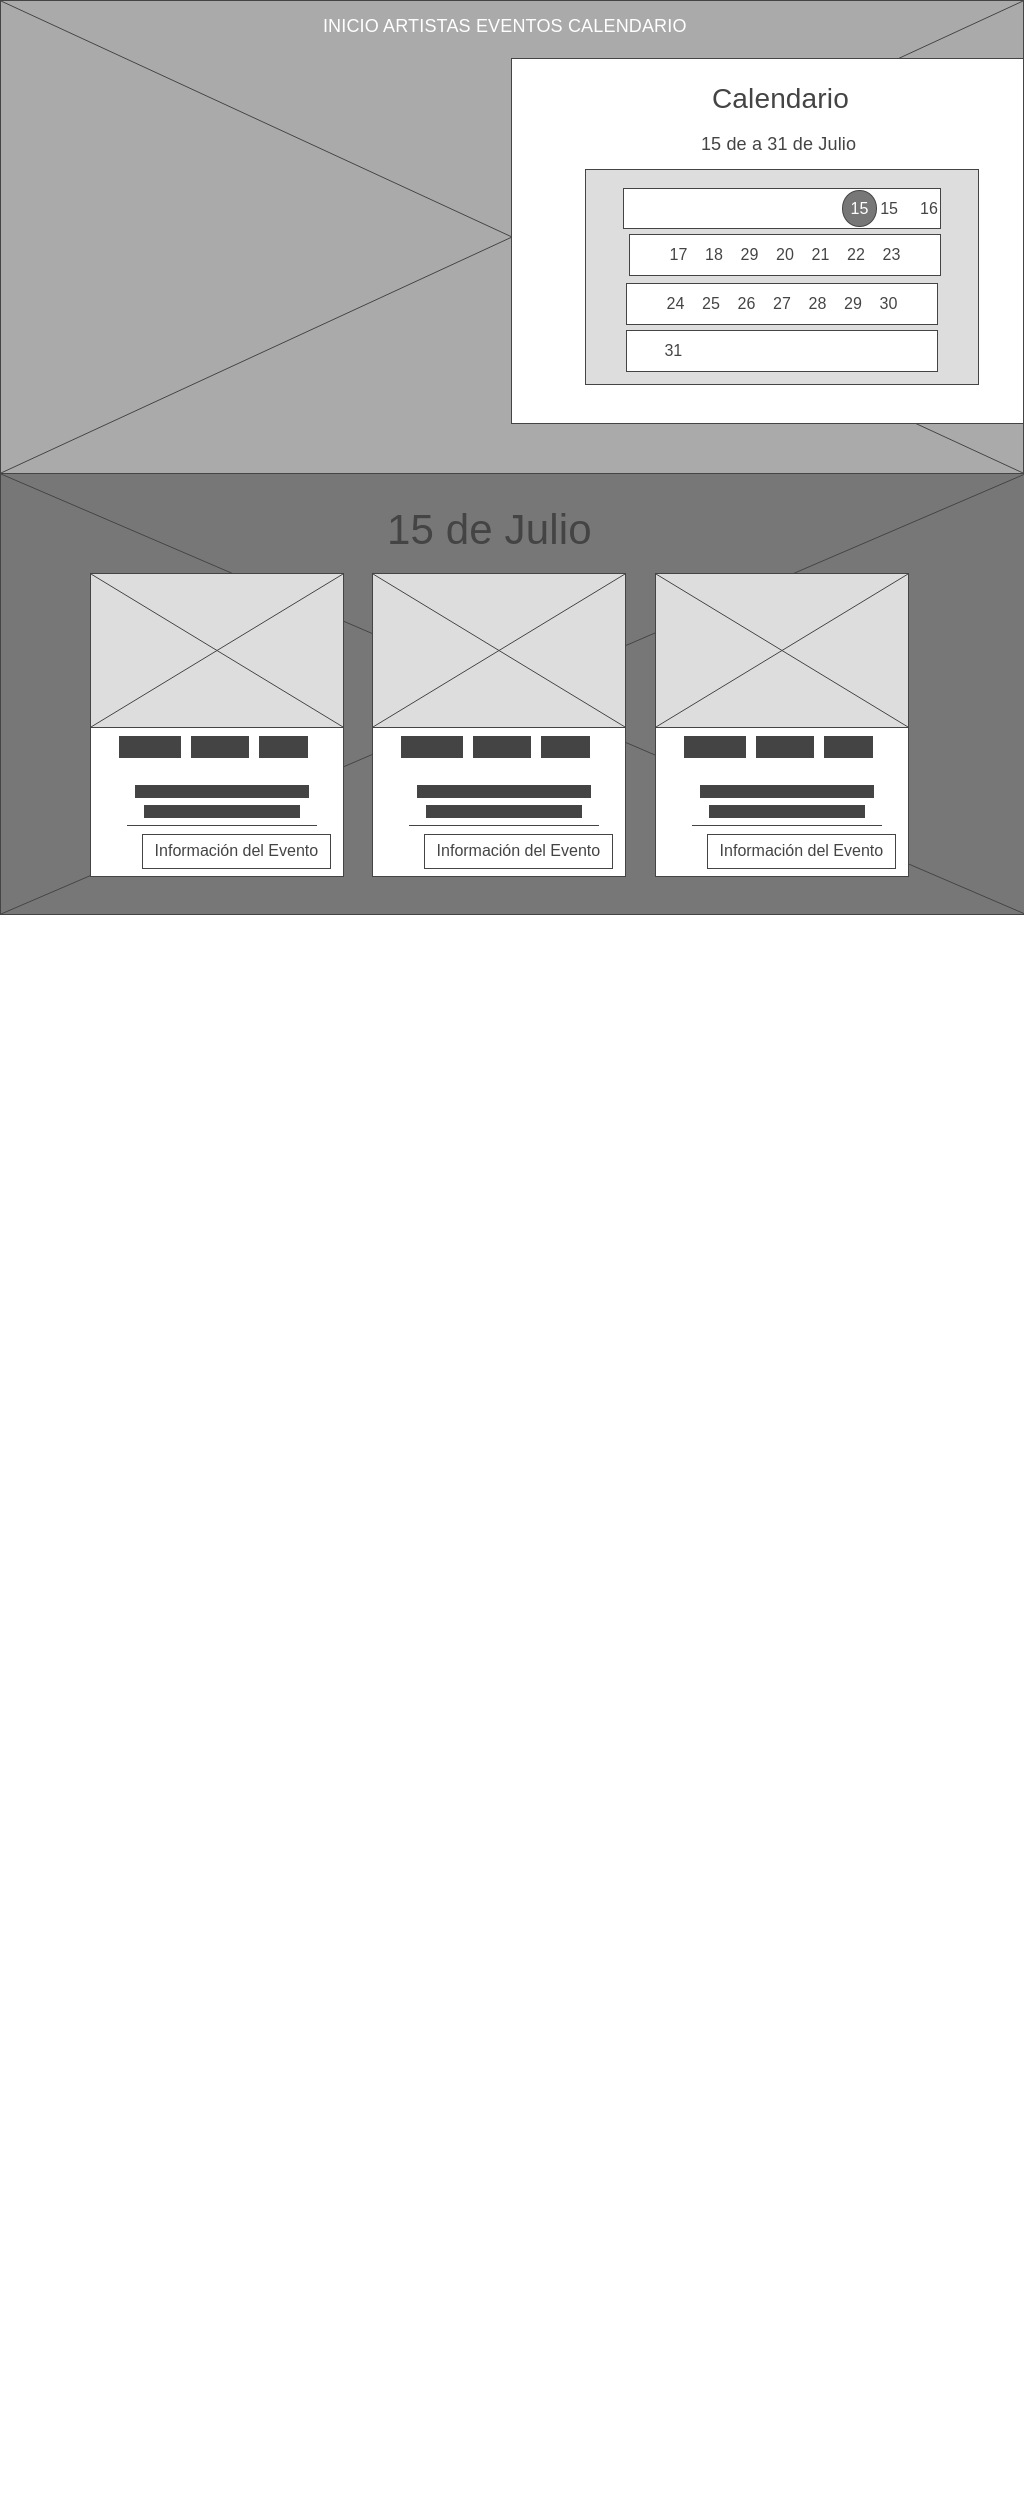 INICIO ARTISTAS EVENTOS CALENDARIO
Calendario
15 de a 31 de Julio
15 15 16
17 18 29 20 21 22 23
24 25 26 27 28 29 30
31
15 de Julio
Información del Evento Información del Evento Información del Evento